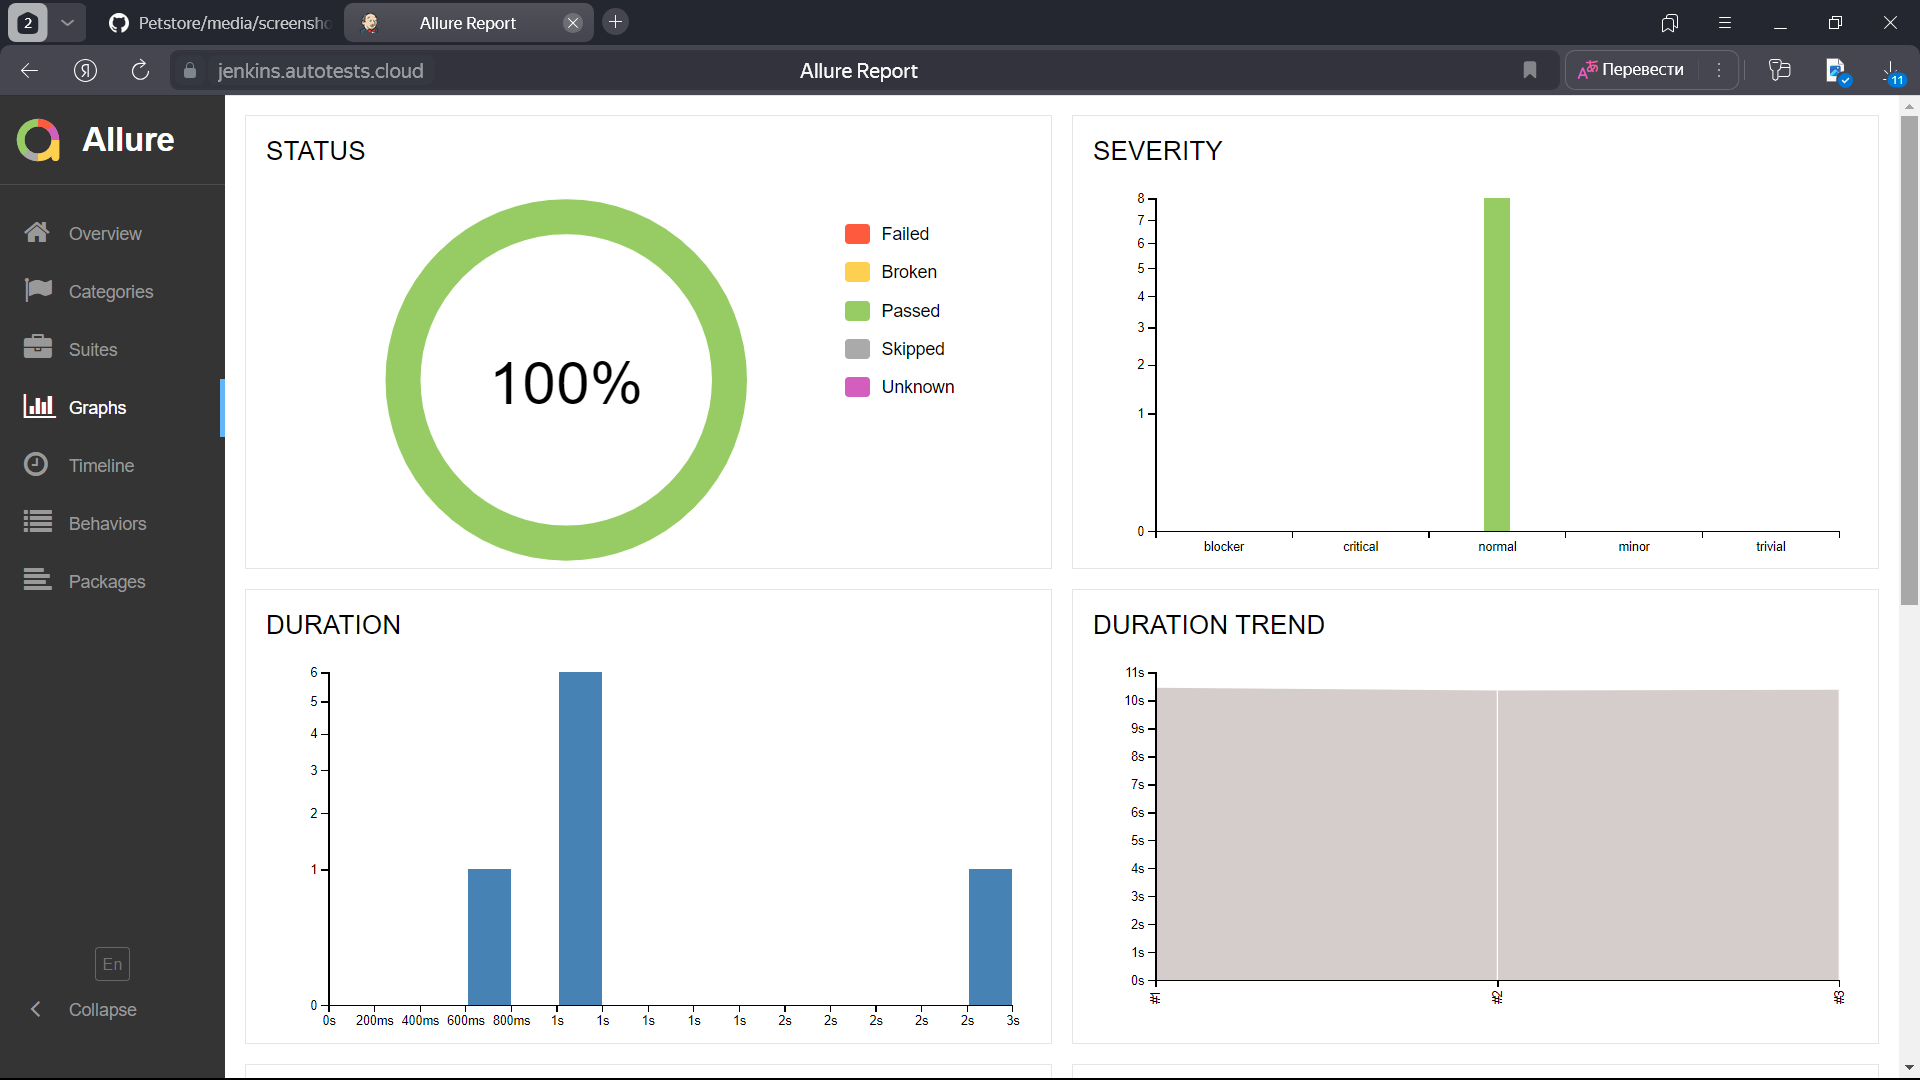 2
Petstore/media/screensho
Allure Report
jenkins.autotests.cloud
Allure Report
Перевести
11
Allure
Overview
Categories
Suites
Graphs
Timeline
Behaviors
Packages
En
Collapse
STATUS
100%
Failed
Broken
Passed
Skipped
Unknown
SEVERITY
8
7
6
5
4
3
2
1
0
blocker critical normal minor trivial
DURATION
6
5
4
3
2
1
0
0s 200ms 400ms 600ms 800ms 1s 1s 1s 1s 1s 2s 2s 2s 2s 2s 3s
DURATION TREND
11s
10s
9s
8s
7s
6s
5s
4s
3s
2s
1s
0s
#1 #2 #3